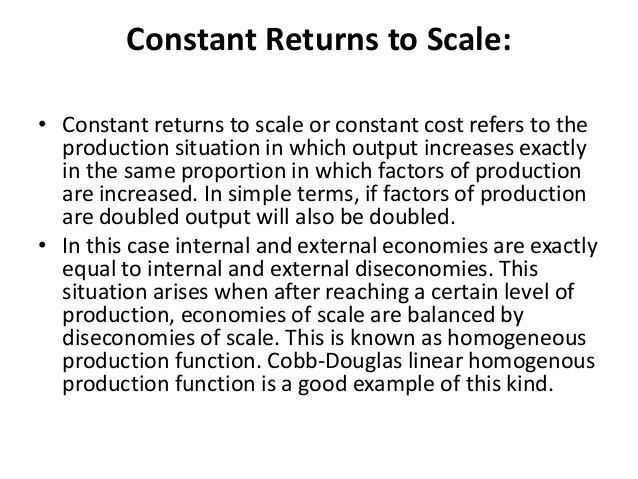 Constant Returns to Scale:
• Constant returns to scale or constant cost refers to the
production situation in which output increases exactly
in the same proportion in which factors of production
are increased. In simple terms, if factors of production
are doubled output will also be doubled.
• In this case internal and external economies are exactly
equal to internal and external diseconomies. This
situation arises when after reaching a certain level of
production, economies of scale are balanced by
diseconomies of scale. This is known as homogeneous
production function. Cobb-Douglas linear homogenous
production function is a good example of this kind.